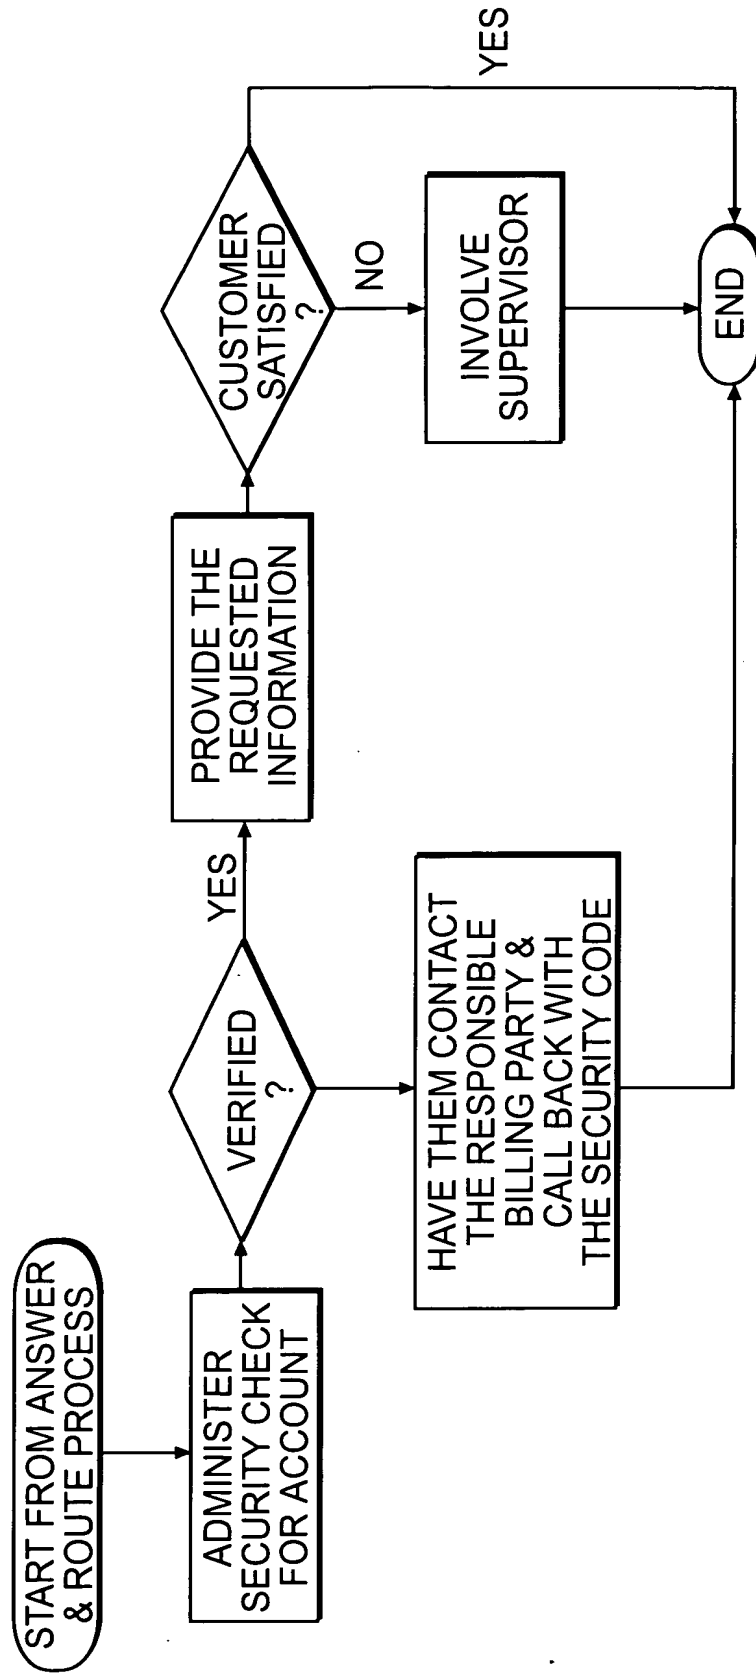 START FROM ANSWER
& ROUTE PROCESS
ADMINISTER
SECURITY CHECK
FOR ACCOUNT
VERIFIED
?
YES
HAVE THEM CONTACT
THE RESPONSIBLE
BILLING PARTY &
CALL BACK WITH
THE SECURITY CODE
PROVIDE THE
REQUESTED
INFORMATION
CUSTOMER
SATISFIED
?
NO
INVOLVE
SUPERVISOR
YES
END